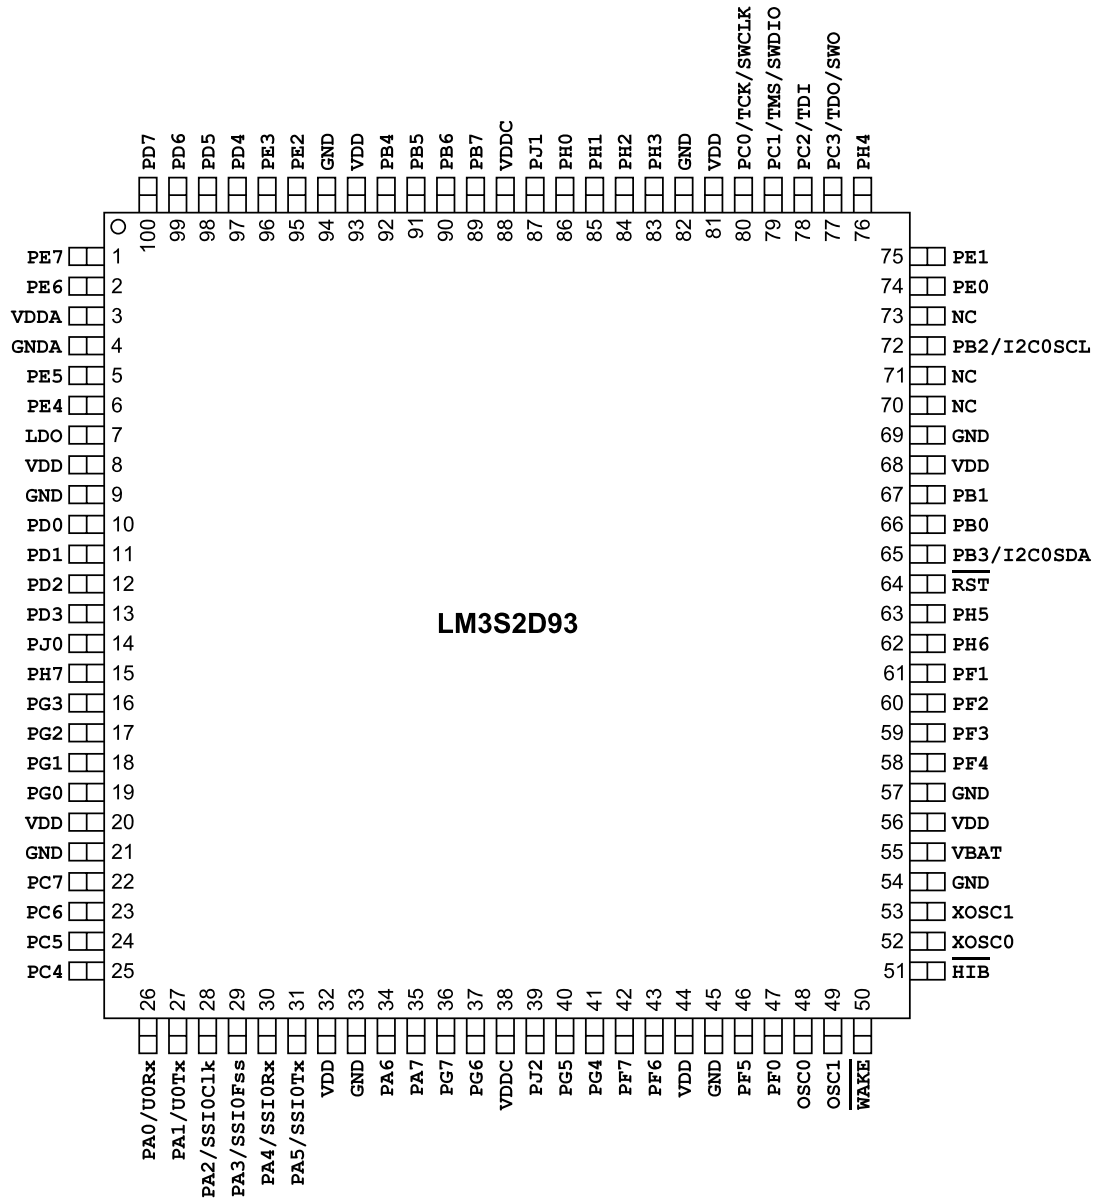 PD7
PD6
PD5
PD4
PE3
PE2
GND
VDD
PB4
PB5
PB6
PB7
VDDC
PJ1
PH0
PH1
PH2
PH3
GND
VDD
PC0/TCK/SWCLK
PC1/TMS/SWDIO
PC2/TDI
PC3/TDO/SWO
PH4
100
99
98
97
96
95
94
93
92
91
90
89
88
87
86
85
84
83
82
81
80
79
78
77
76
PE7 1
PE6 2
VDDA 3
GNDA 4
PE5 5
PE4 6
LDO 7
VDD 8
GND 9
PD0 10
PD1 11
PD2 12
PD3 13
PJ0 14
PH7 15
PG3 16
PG2 17
PG1 18
PG0 19
VDD 20
GND 21
PC7 22
PC6 23
PC5 24
PC4 25
LM3S2D93
75 PE1
74 PE0
73 NC
72 PB2/I2C0SCL
71 NC
70 NC
69 GND
68 VDD
67 PB1
66 PB0
65 PB3/I2C0SDA
64 RST
63 PH5
62 PH6
61 PF1
60 PF2
59 PF3
58 PF4
57 GND
56 VDD
55 VBAT
54 GND
53 XOSC1
52 XOSC0
51 HIB
26
27
28
29
30
31
32
33
34
35
36
37
38
39
40
41
42
43
44
45
46
47
48
49
50
PA0/U0Rx
PA1/U0Tx
PA2/SSI0Clk
PA3/SSI0Fss
PA4/SSI0Rx
PA5/SSI0Tx
VDD
GND
PA6
PA7
PG7
PG6
VDDC
PJ2
PG5
PG4
PF7
PF6
VDD
GND
PF5
PF0
OSC0
OSC1
WAKE